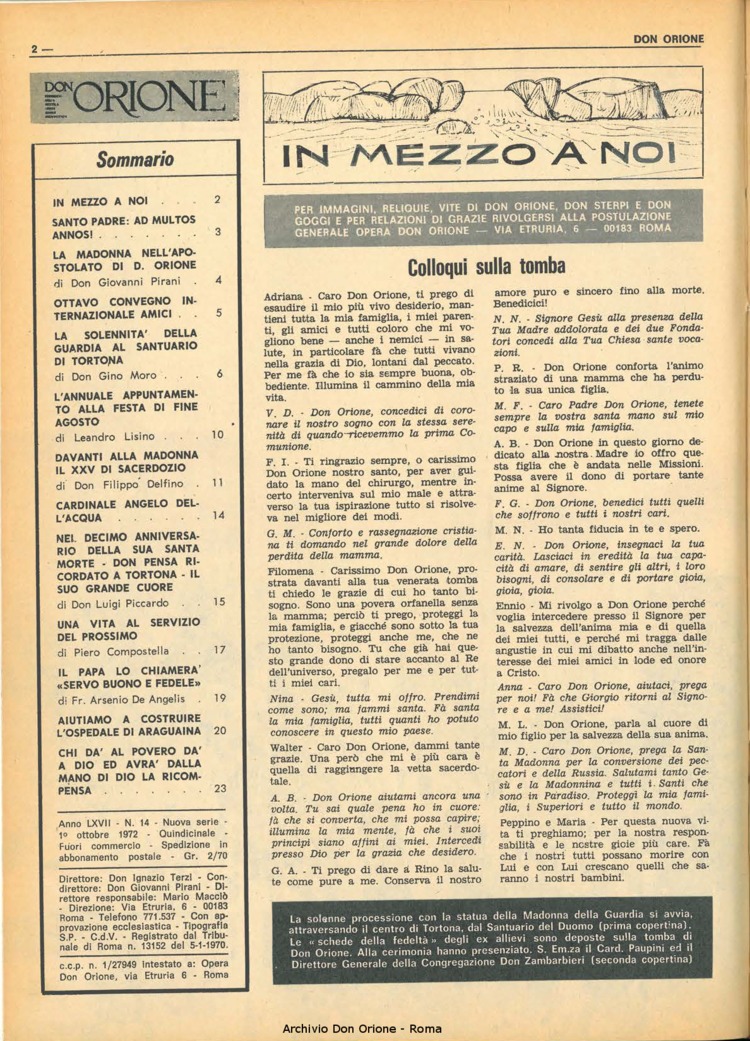 2 —
DON ORIONE
DON ORIONE
Sommario
IN MEZZO A NOI . . . 2
SANTO PADRE: AD MULTOS
ANNOS! . . . . . . . 3
LA MADONNA NELL'APO-
STOLATO DI D. ORIONE
di Don Giovanni Pirani . 4
OTTAVO CONVEGNO IN-
TERNAZIONALE AMICI . . 5
LA SOLENNITA' DELLA
GUARDIA AL SANTUARIO
DI TORTONA
di Don Gino Moro . . 6
L'ANNUALE APPUNTAMEN-
TO ALLA FESTA DI FINE
AGOSTO
di Leandro Lisino . . 10
DAVANTI ALLA MADONNA
IL XXV DI SACERDOZIO
di Don Filippo Delfino . 11
CARDINALE ANGELO DEL-
L'ACQUA . . . . . 14
NEL DECIMO ANNIVERSA-
RIO DELLA SUA SANTA
MORTE - DON PENSA RI-
CORDATO A TORTONA - IL
SUO GRANDE CUORE
di Don Luigi Piccardo . . 15
UNA VITA AL SERVIZIO
DEL PROSSIMO
di Piero Compostella . . 17
IL PAPA LO CHIAMERA'
«SERVO BUONO E FEDELE»
di Fr. Arsenio De Angelis . 19
AIUTIAMO A COSTRUIRE
L'OSPEDALE DI ARAGUAINA 20
CHI DA' AL POVERO DA'
A DIO ED AVRA' DALLA
MANO DI DIO LA RICOM-
PENSA . . . . . . . 23
Anno LXVII - N. 14 - Nuova serie -
1º ottobre 1972 - Quindicinale -
Fuori commercio - Spedizione in
abbonamento postale - Gr. 2/70
Direttore: Don Ignazio Terzi - Con-
direttore: Don Giovanni Pirani - Di-
rettore responsabile: Mario Macciò
- Direzione: Via Etruria, 6 - 00183
Roma - Telefono 771.537 - Con ap-
provazione ecclesiastica - Tipografia
S.P. - C.d.V. - Registrato dal Tribu-
nale di Roma n. 13152 del 5-1-1970.
c.c.p. n. 1/27949 Intestato a: Opera
Don Orione, via Etruria 6 - Roma
IN MEZZO A NOI
PER IMMAGINI, RELIQUIE, VITE DI DON ORIONE, DON STERPI E DON
GOGGI E PER RELAZIONI DI GRAZIE RIVOLGERSI ALLA POSTULAZIONE
GENERALE OPERA DON ORIONE — VIA ETRURIA, 6 — 00183 ROMA
Colloqui sulla tomba
Adriana - Caro Don Orione, ti prego di
esaudire il mio più vivo desiderio, man-
tieni tutta la mia famiglia, i miei paren-
ti, gli amici e tutti coloro che mi vo-
gliono bene — anche i nemici — in sa-
lute, in particolare fà che tutti vivano
nella grazia di Dio, lontani dal peccato.
Per me fà che io sia sempre buona, ob-
bediente. Illumina il cammino della mia
vita.
V. D. - Don Orione, concedici di coro-
nare il nostro sogno con la stessa sere-
nità di quando ricevemmo la prima Co-
munione.
F. I. - Ti ringrazio sempre, o carissimo
Don Orione nostro santo, per aver gui-
dato la mano del chirurgo, mentre in-
certo interveniva sul mio male e attra-
verso la tua ispirazione tutto si risolve-
va nel migliore dei modi.
G. M. - Conforto e rassegnazione cristia-
na ti domando nel grande dolore della
perdita della mamma.
Filomena - Carissimo Don Orione, pro-
strata davanti alla tua venerata tomba
ti chiedo le grazie di cui ho tanto bi-
sogno. Sono una povera orfanella senza
la mamma; perciò ti prego, proteggi la
mia famiglia, e giacché sono sotto la tua
protezione, proteggi anche me, che ne
ho tanto bisogno. Tu che già hai que-
sto grande dono di stare accanto al Re
dell'universo, pregalo per me e per tut-
ti i miei cari.
Nina - Gesù, tutta mi offro. Prendimi
come sono; ma fammi santa. Fà santa
la mia famiglia, tutti quanti ho potuto
conoscere in questo mio paese.
Walter - Caro Don Orione, dammi tante
grazie. Una però che mi è più cara è
quella di raggiungere la vetta sacerdo-
tale.
A. B. - Don Orione aiutami ancora una
volta. Tu sai quale pena ho in cuore:
fà che si converta, che mi possa capire;
illumina la mia mente, fà che i suoi
principi siano affini ai miei. Intercedi
presso Dio per la grazia che desidero.
G. A. - Ti prego di dare a Rino la salu-
te come pure a me. Conserva il nostro
amore puro e sincero fino alla morte.
Benedicici!
N. N. - Signore Gesù alla presenza della
Tua Madre addolorata e dei due Fonda-
tori concedi alla Tua Chiesa sante voca-
zioni.
P. R. - Don Orione conforta l'animo
straziato di una mamma che ha perdu-
to la sua unica figlia.
M. F. - Caro Padre Don Orione, tenete
sempre la vostra santa mano sul mio
capo e sulla mia famiglia.
A. B. - Don Orione in questo giorno de-
dicato alla nostra Madre io offro que-
sta figlia che è andata nelle Missioni.
Possa avere il dono di portare tante
anime al Signore.
F. G. - Don Orione, benedici tutti quelli
che soffrono e tutti i nostri cari.
M. N. - Ho tanta fiducia in te e spero.
E. N. - Don Orione, insegnaci la tua
carità. Lasciaci in eredità la tua capa-
cità di amare, di sentire gli altri, i loro
bisogni, di consolare e di portare gioia,
gioia, gioia.
Ennio - Mi rivolgo a Don Orione perché
voglia intercedere presso il Signore per
la salvezza dell'anima mia e di quella
dei miei tutti, e perché mi tragga dalle
angustie in cui mi dibatto anche nell'in-
teresse dei miei amici in lode ed onore
a Cristo.
Anna - Caro Don Orione, aiutaci, prega
per noi! Fà che Giorgio ritorni al Signo-
re e a me! Assistici!
M. L. - Don Orione, parla al cuore di
mio figlio per la salvezza della sua anima.
M. D. - Caro Don Orione, prega la San-
ta Madonna per la conversione dei pec-
catori e della Russia. Salutami tanto Ge-
sù e la Madonnina e tutti i Santi che
sono in Paradiso. Proteggi la mia fami-
glia, i Superiori e tutto il mondo.
Peppino e Maria - Per questa nuova vi-
ta ti preghiamo; per la nostra respon-
sabilità e le nostre gioie più care. Fà
che i nostri tutti possano morire con
Lui e con Lui crescano quelli che sa-
ranno i nostri bambini.
La solenne processione con la statua della Madonna della Guardia si avvia,
attraversando il centro di Tortona, dal Santuario del Duomo (prima copertina).
Le « schede della fedeltà » degli ex allievi sono deposte sulla tomba di
Don Orione. Alla cerimonia hanno presenziato. S. Em.za il Card. Paupini ed il
Direttore Generale della Congregazione Don Zambarbieri (seconda copertina)
Archivio Don Orione - Roma